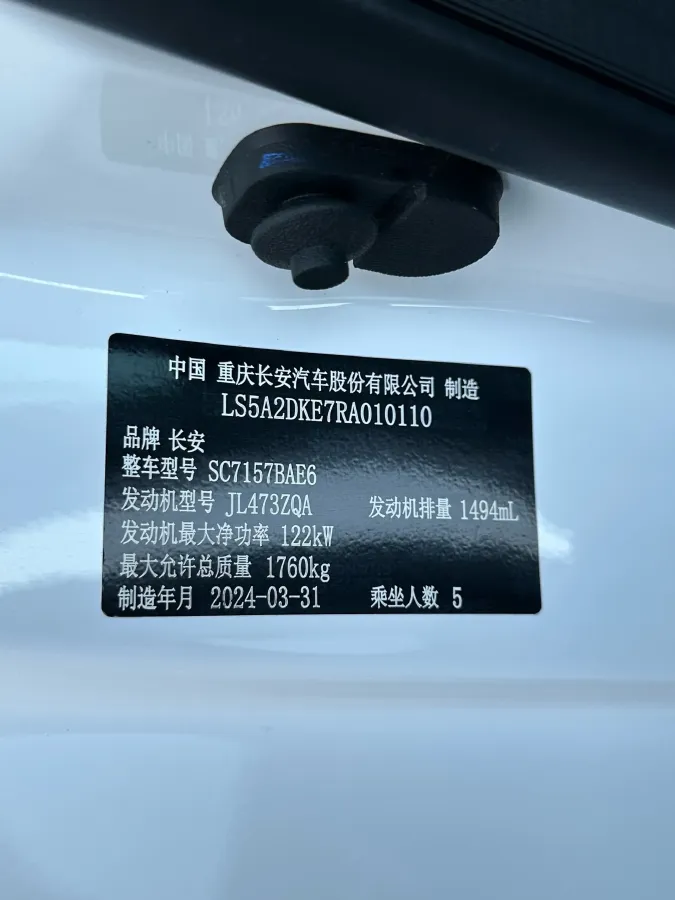 中国 重庆长安汽车股份有限公司 制造
LS5A2DKE7RA010110
品牌 长安
整车型号 SC7157BAE6
发动机型号 JL473ZQA 发动机排量 1494mL
发动机最大净功率 122kW
最大允许总质量 1760kg
制造年月 2024-03-31 乘坐人数 5